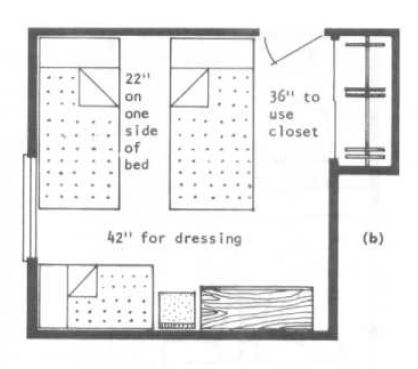 22"
on
one
side
of
bed
36" to
use
closet
42" for dressing
(b)